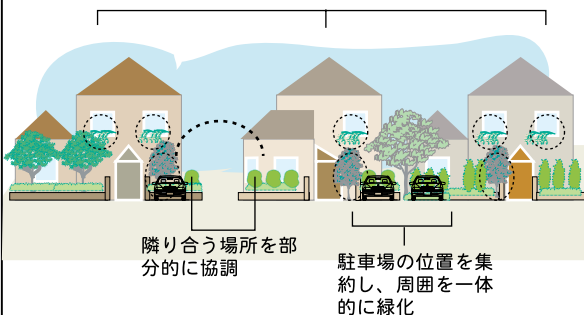 隣り合う場所を部
分的に協調
駐車場の位置を集
約し、周囲を一体
的に緑化